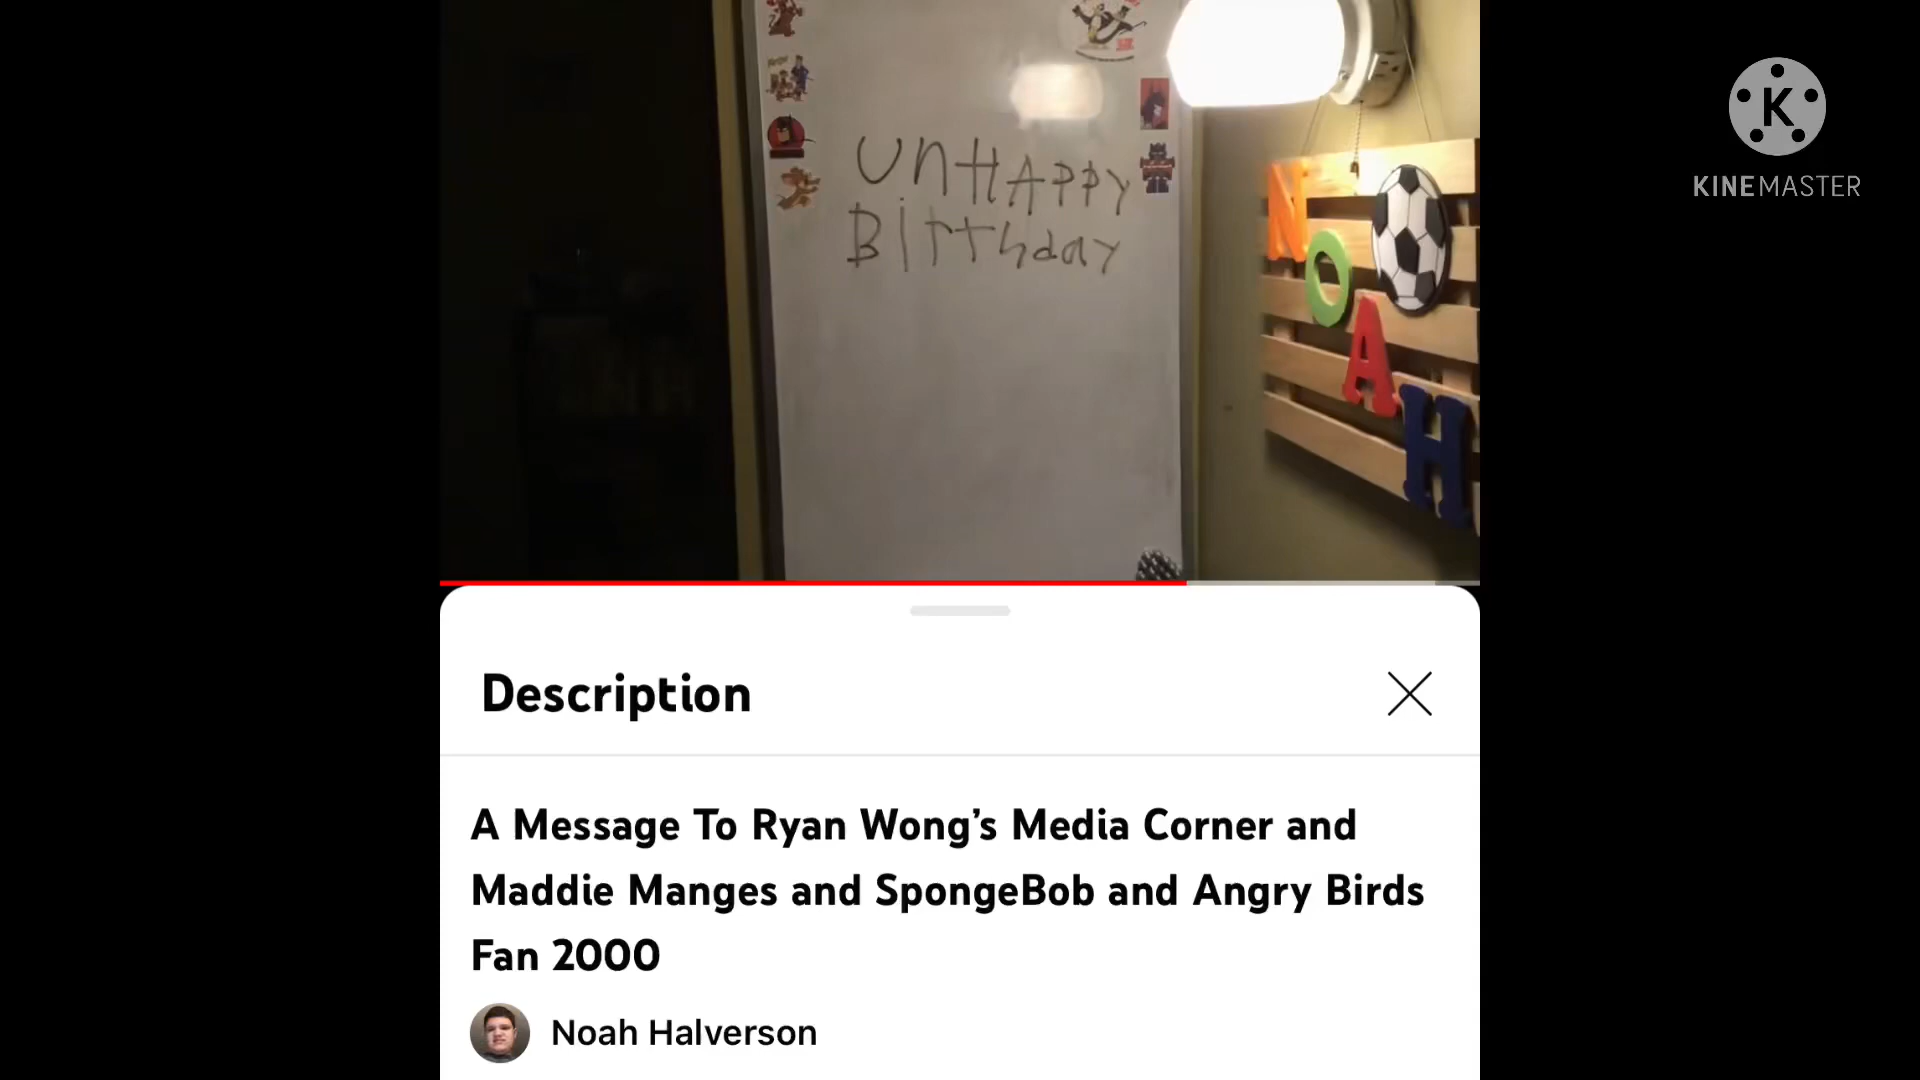 UnHAppy
Birthday
NOAH
KINEMASTER
Description
A Message To Ryan Wong's Media Corner and
Maddie Manges and SpongeBob and Angry Birds
Fan 2000
Noah Halverson